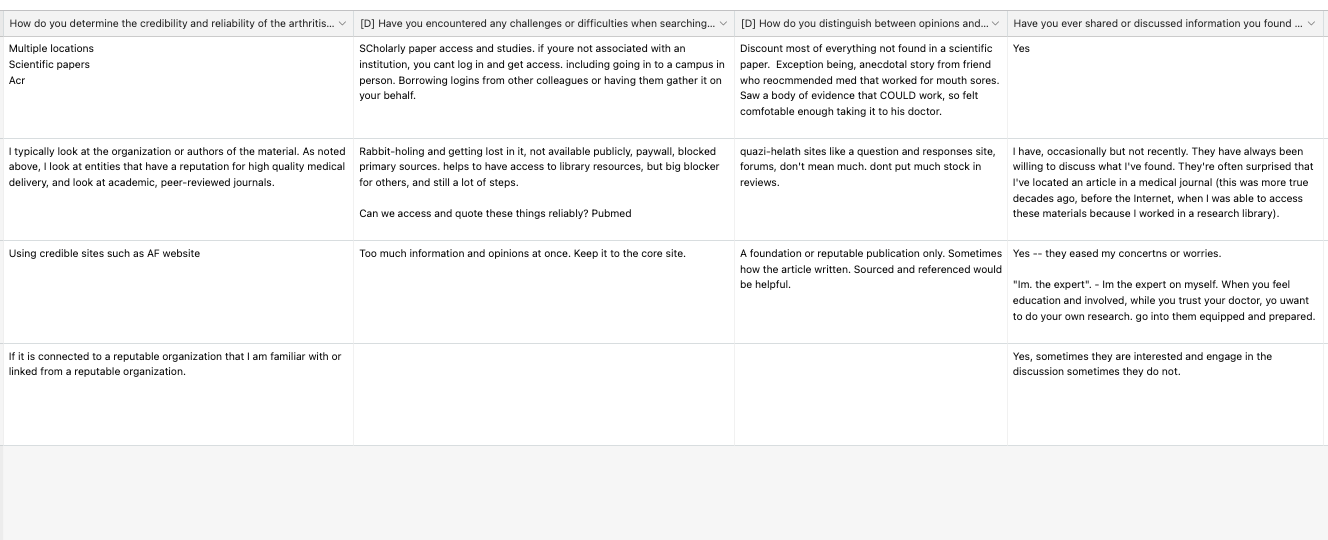 How do you determine the credibility and reliability of the arthritis...
[D] Have you encountered any challenges or difficulties when searching...
[D] How do you distinguish between opinions and...
Have you ever shared or discussed information you found ...
Multiple locations
Scientific papers
Acr
SCholarly paper access and studies. if youre not associated with an
institution, you cant log in and get access. including going in to a campus in
person. Borrowing logins from other colleagues or having them gather it on
your behalf.
Discount most of everything not found in a scientific
paper.  Exception being, anecdotal story from friend
who reocmmended med that worked for mouth sores.
Saw a body of evidence that COULD work, so felt
comfotable enough taking it to his doctor.
Yes
I typically look at the organization or authors of the material. As noted
above, I look at entities that have a reputation for high quality medical
delivery, and look at academic, peer-reviewed journals.
Rabbit-holing and getting lost in it, not available publicly, paywall, blocked
primary sources. helps to have access to library resources, but big blocker
for others, and still a lot of steps.
Can we access and quote these things reliably? Pubmed
quazi-helath sites like a question and responses site,
forums, don't mean much. dont put much stock in
reviews.
I have, occasionally but not recently. They have always been
willing to discuss what I've found. They're often surprised that
I've located an article in a medical journal (this was more true
decades ago, before the Internet, when I was able to access
these materials because I worked in a research library).
Using credible sites such as AF website
Too much information and opinions at once. Keep it to the core site.
A foundation or reputable publication only. Sometimes
how the article written. Sourced and referenced would
be helpful.
Yes -- they eased my concertns or worries.
"Im. the expert". - Im the expert on myself. When you feel
education and involved, while you trust your doctor, yo uwant
to do your own research. go into them equipped and prepared.
If it is connected to a reputable organization that I am familiar with or
linked from a reputable organization.
Yes, sometimes they are interested and engage in the
discussion sometimes they do not.